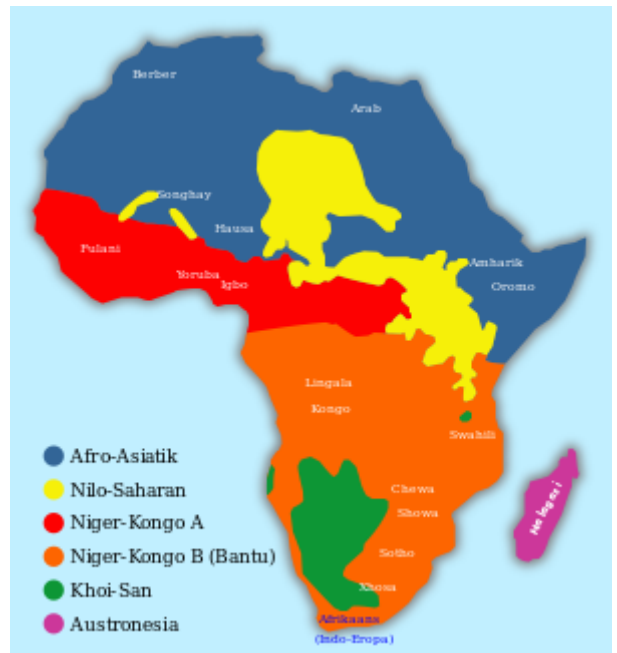 Berber
Arab
Songhay
Hausa
Fulani
Yoruba
Igbo
Amharik
Oromo
Lingala
Kongo
Swahili
Chewa
Showa
Sotho
Xhosa
Malagasi
Afrikaans
(Indo-Eropa)
Afro-Asiatik
Nilo-Saharan
Niger-Kongo A
Niger-Kongo B (Bantu)
Khoi-San
Austronesia